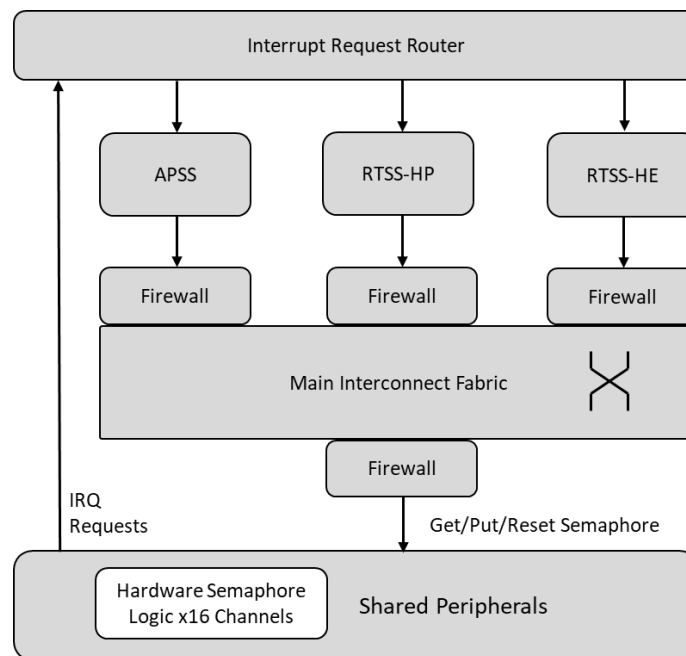 Interrupt Request Router
APSS
RTSS-HP
RTSS-HE
Firewall
Firewall
Firewall
Main Interconnect Fabric
Firewall
IRQ
Requests
Get/Put/Reset Semaphore
Hardware Semaphore
Logic x16 Channels
Shared Peripherals